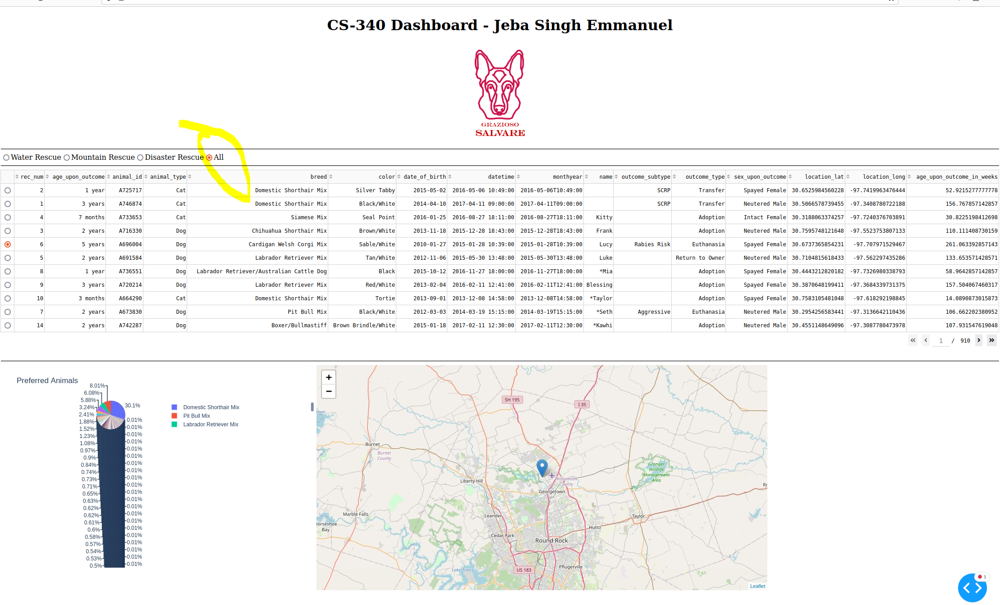 CS-340 Dashboard - Jeba Singh Emmanuel
GRAZIOSO
SALVARE
Water Rescue Mountain Rescue Disaster Rescue All
rec_num age_upon_outcome animal_id animal_type breed color date_of_birth datetime monthyear name outcome_subtype outcome_type sex_upon_outcome location_lat location_long age_upon_outcome_in_weeks
2 1 year A725717 Cat Domestic Shorthair Mix Silver Tabby 2015-05-02 2016-05-06 10:49:00 2016-05-06T10:49:00 SCRP Transfer Spayed Female 30.6525984560228 -97.7419963476444 52.9215277777778
1 3 years A746874 Cat Domestic Shorthair Mix Black/White 2014-04-10 2017-04-11 09:00:00 2017-04-11T09:00:00 SCRP Transfer Neutered Male 30.5066578739455 -97.3408780722188 156.767857142857
4 7 months A733653 Cat Siamese Mix Seal Point 2016-01-25 2016-08-27 18:11:00 2016-08-27T18:11:00 Kitty Adoption Intact Female 30.3188063374257 -97.7240376703891 30.8225198412698
3 2 years A716330 Dog Chihuahua Shorthair Mix Brown/White 2013-11-18 2015-12-28 18:43:00 2015-12-28T18:43:00 Frank Adoption Neutered Male 30.7595748121648 -97.5523753807133 110.111408730159
6 5 years A696004 Dog Cardigan Welsh Corgi Mix Sable/White 2010-01-27 2015-01-28 10:39:00 2015-01-28T10:39:00 Lucy Rabies Risk Euthanasia Spayed Female 30.6737365854231 -97.707971529467 261.063392857143
5 2 years A691584 Dog Labrador Retriever Mix Tan/White 2012-11-06 2015-05-30 13:48:00 2015-05-30T13:48:00 Luke Return to Owner Neutered Male 30.7104815618433 -97.562297435286 133.653571428571
8 1 year A736551 Dog Labrador Retriever/Australian Cattle Dog Black 2015-10-12 2016-11-27 18:00:00 2016-11-27T18:00:00 *Mia Adoption Spayed Female 30.4443212820182 -97.7326980338793 58.9642857142857
9 3 years A720214 Dog Labrador Retriever Mix Red/White 2013-02-04 2016-02-11 12:41:00 2016-02-11T12:41:00 Blessing Adoption Spayed Female 30.3870648199411 -97.3684339731375 157.504067460317
10 3 months A664290 Cat Domestic Shorthair Mix Tortie 2013-09-01 2013-12-08 14:58:00 2013-12-08T14:58:00 *Taylor Adoption Spayed Female 30.7583105481048 -97.618292198845 14.0890873015873
7 2 years A673830 Dog Pit Bull Mix Black/White 2012-03-03 2014-03-19 15:15:00 2014-03-19T15:15:00 *Seth Aggressive Euthanasia Neutered Male 30.2954256583441 -97.3136642110436 106.662202380952
14 2 years A742287 Dog Boxer/Bullmastiff Brown Brindle/White 2015-01-18 2017-02-11 12:30:00 2017-02-11T12:30:00 *Kawhi Adoption Neutered Male 30.4551148649096 -97.3087780473978 107.931547619048
1 / 910
Preferred Animals
8.01%
6.08%
5.88%
3.24% 30.1%
2.41%
1.88% 0.01%
1.52% 0.01%
1.23% 0.01%
1.08% 0.01%
0.97% 0.01%
0.9% 0.01%
0.84% 0.01%
0.74% 0.01%
0.73% 0.01%
0.71% 0.01%
0.65% 0.01%
0.63% 0.01%
0.62% 0.01%
0.62% 0.01%
0.61% 0.01%
0.6% 0.01%
0.58% 0.01%
0.57% 0.01%
0.54% 0.01%
0.53% 0.01%
0.5% 0.01%
Domestic Shorthair Mix
Pit Bull Mix
Labrador Retriever Mix
+
−
SH 195
I 35
Burnet
Burnet
County
Granger
Wildlife
Management
Area
Liberty Hill
Williamson
County
Georgetown
Marble Falls
Leander
Taylor
Horseshoe
Bay
Hutto
Cedar Park
Round Rock
Pflugerville
Lake Travis
US 183
Leaflet
1